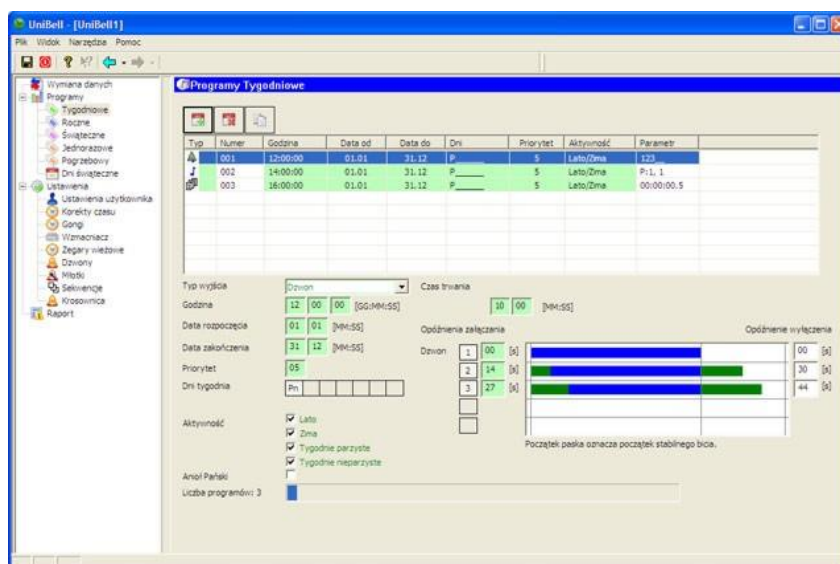 UniBell - [UniBell1]
Plik Widok Narzędzia Pomoc
Wymiana danych
Programy
Tygodniowe
Roczne
Świąteczne
Jednorazowe
Pogrzebowy
Dni świąteczne
Ustawienia
Ustawienia użytkownika
Korekty czasu
Gongi
Wzmacniacz
Zegary wieżowe
Dzwony
Młotki
Sekwencje
Krosownica
Raport
Programy Tygodniowe
Typ Numer Godzina Data od Data do Dni Priorytet Aktywność Parametr
001 12:00:00 01.01 31.12 P______ 5 Lato/Zima 123__
002 14:00:00 01.01 31.12 P______ 5 Lato/Zima P:1, 1
003 16:00:00 01.01 31.12 P______ 5 Lato/Zima 00:00:00.5
Typ wyjścia Dzwon Czas trwania
Godzina 12 00 00 [GG:MM:SS] 10 00 [MM:SS]
Data rozpoczęcia 01 01 [MM:SS] Opóźnienia załączania Opóźnienie wyłączenia
Data zakończenia 31 12 [MM:SS] Dzwon 1 00 [s] 00 [s]
Priorytet 05 2 14 [s] 30 [s]
Dni tygodnia Pn 3 27 [s] 44 [s]
Aktywność Lato
Zima
Tygodnie parzyste
Tygodnie nieparzyste
Początek paska oznacza początek stabilnego bicia.
Anioł Pański
Liczba programów: 3